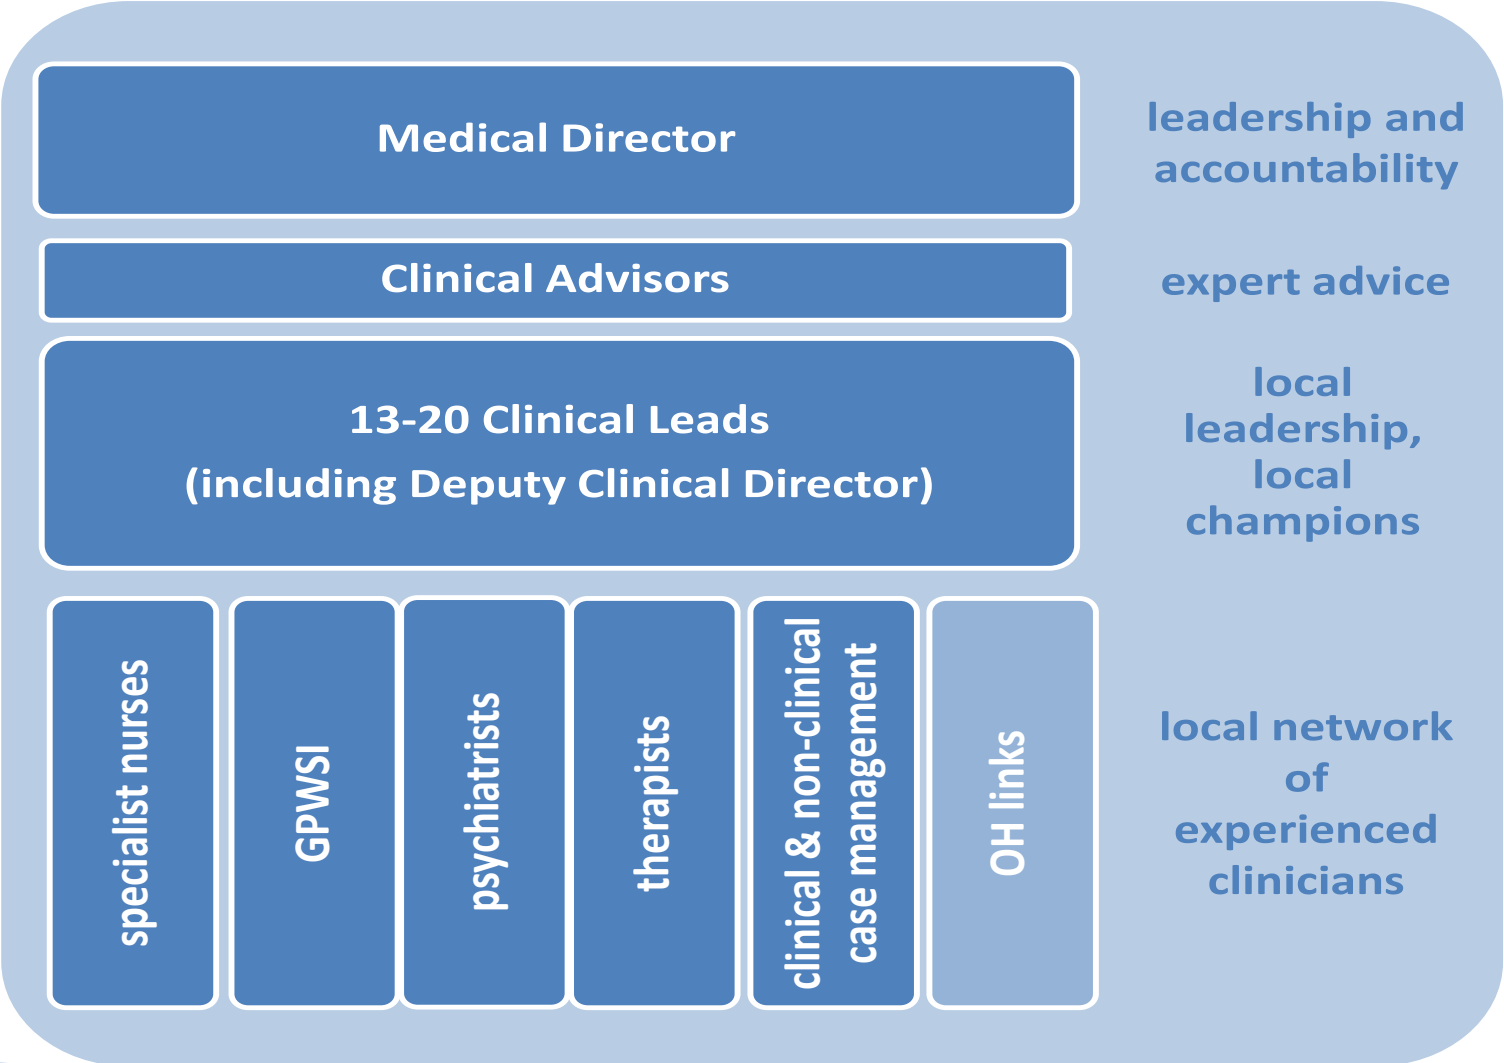 Medical Director
leadership and
accountability
Clinical Advisors
expert advice
13-20 Clinical Leads
(including Deputy Clinical Director)
local
leadership,
local
champions
specialist nurses
GPWSI
psychiatrists
therapists
clinical & non-clinical
case management
OH links
local network
of
experienced
clinicians